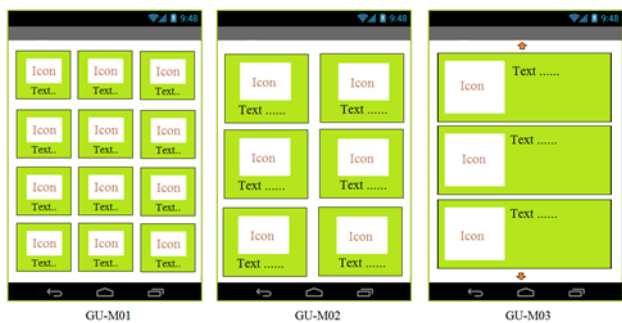 9:48
Icon Icon Icon
Text.. Text.. Text..
Icon Icon Icon
Text.. Text.. Text..
Icon Icon Icon
Text.. Text.. Text..
Icon Icon Icon
Text.. Text.. Text..
GU-M01
9:48
Icon Icon
Text ...... Text ......
Icon Icon
Text ...... Text ......
Icon Icon
Text ...... Text ......
GU-M02
9:48
Icon Text ......
Icon Text ......
Icon Text ......
GU-M03